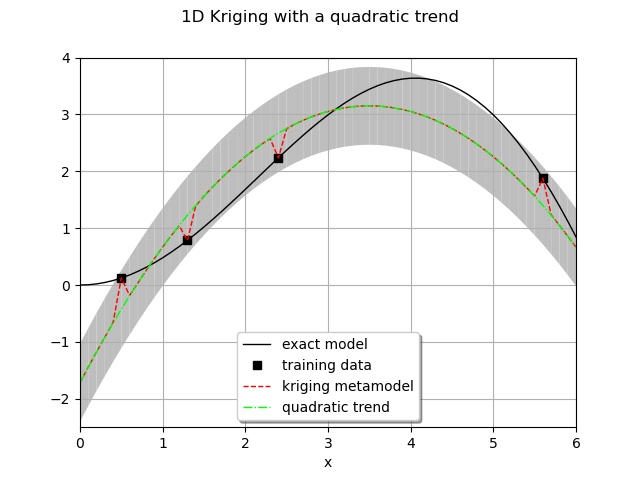 1D Kriging with a quadratic trend
4
3
2
1
0
−1
−2
exact model
training data
kriging metamodel
quadratic trend
0 1 2 3 4 5 6
x